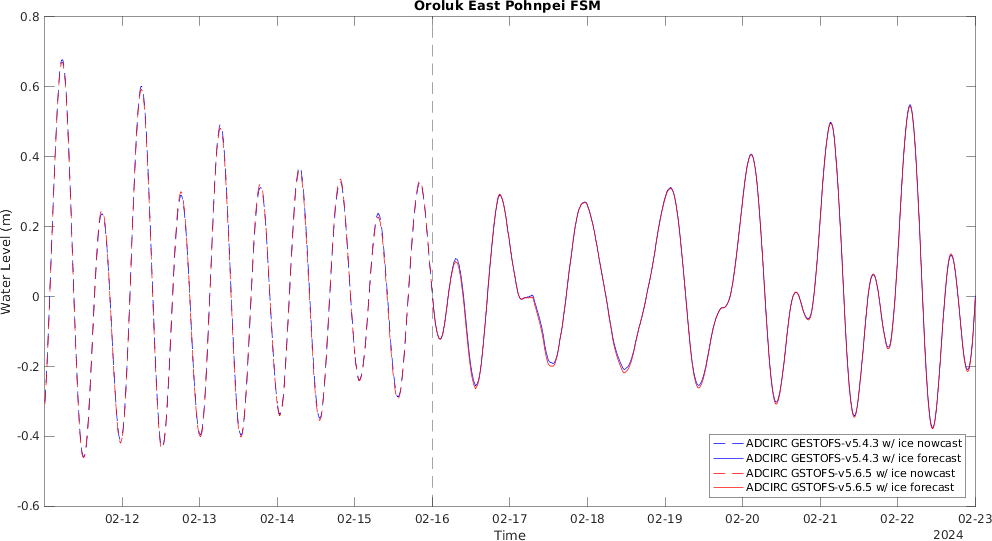 Oroluk East Pohnpei FSM
Water Level (m)
0.8
0.6
0.4
0.2
0
-0.2
-0.4
-0.6
ADCIRC GESTOFS-v5.4.3 w/ ice nowcast
ADCIRC GESTOFS-v5.4.3 w/ ice forecast
ADCIRC GSTOFS-v5.6.5 w/ ice nowcast
ADCIRC GSTOFS-v5.6.5 w/ ice forecast
02-12 02-13 02-14 02-15 02-16 02-17 02-18 02-19 02-20 02-21 02-22 02-23
Time
2024